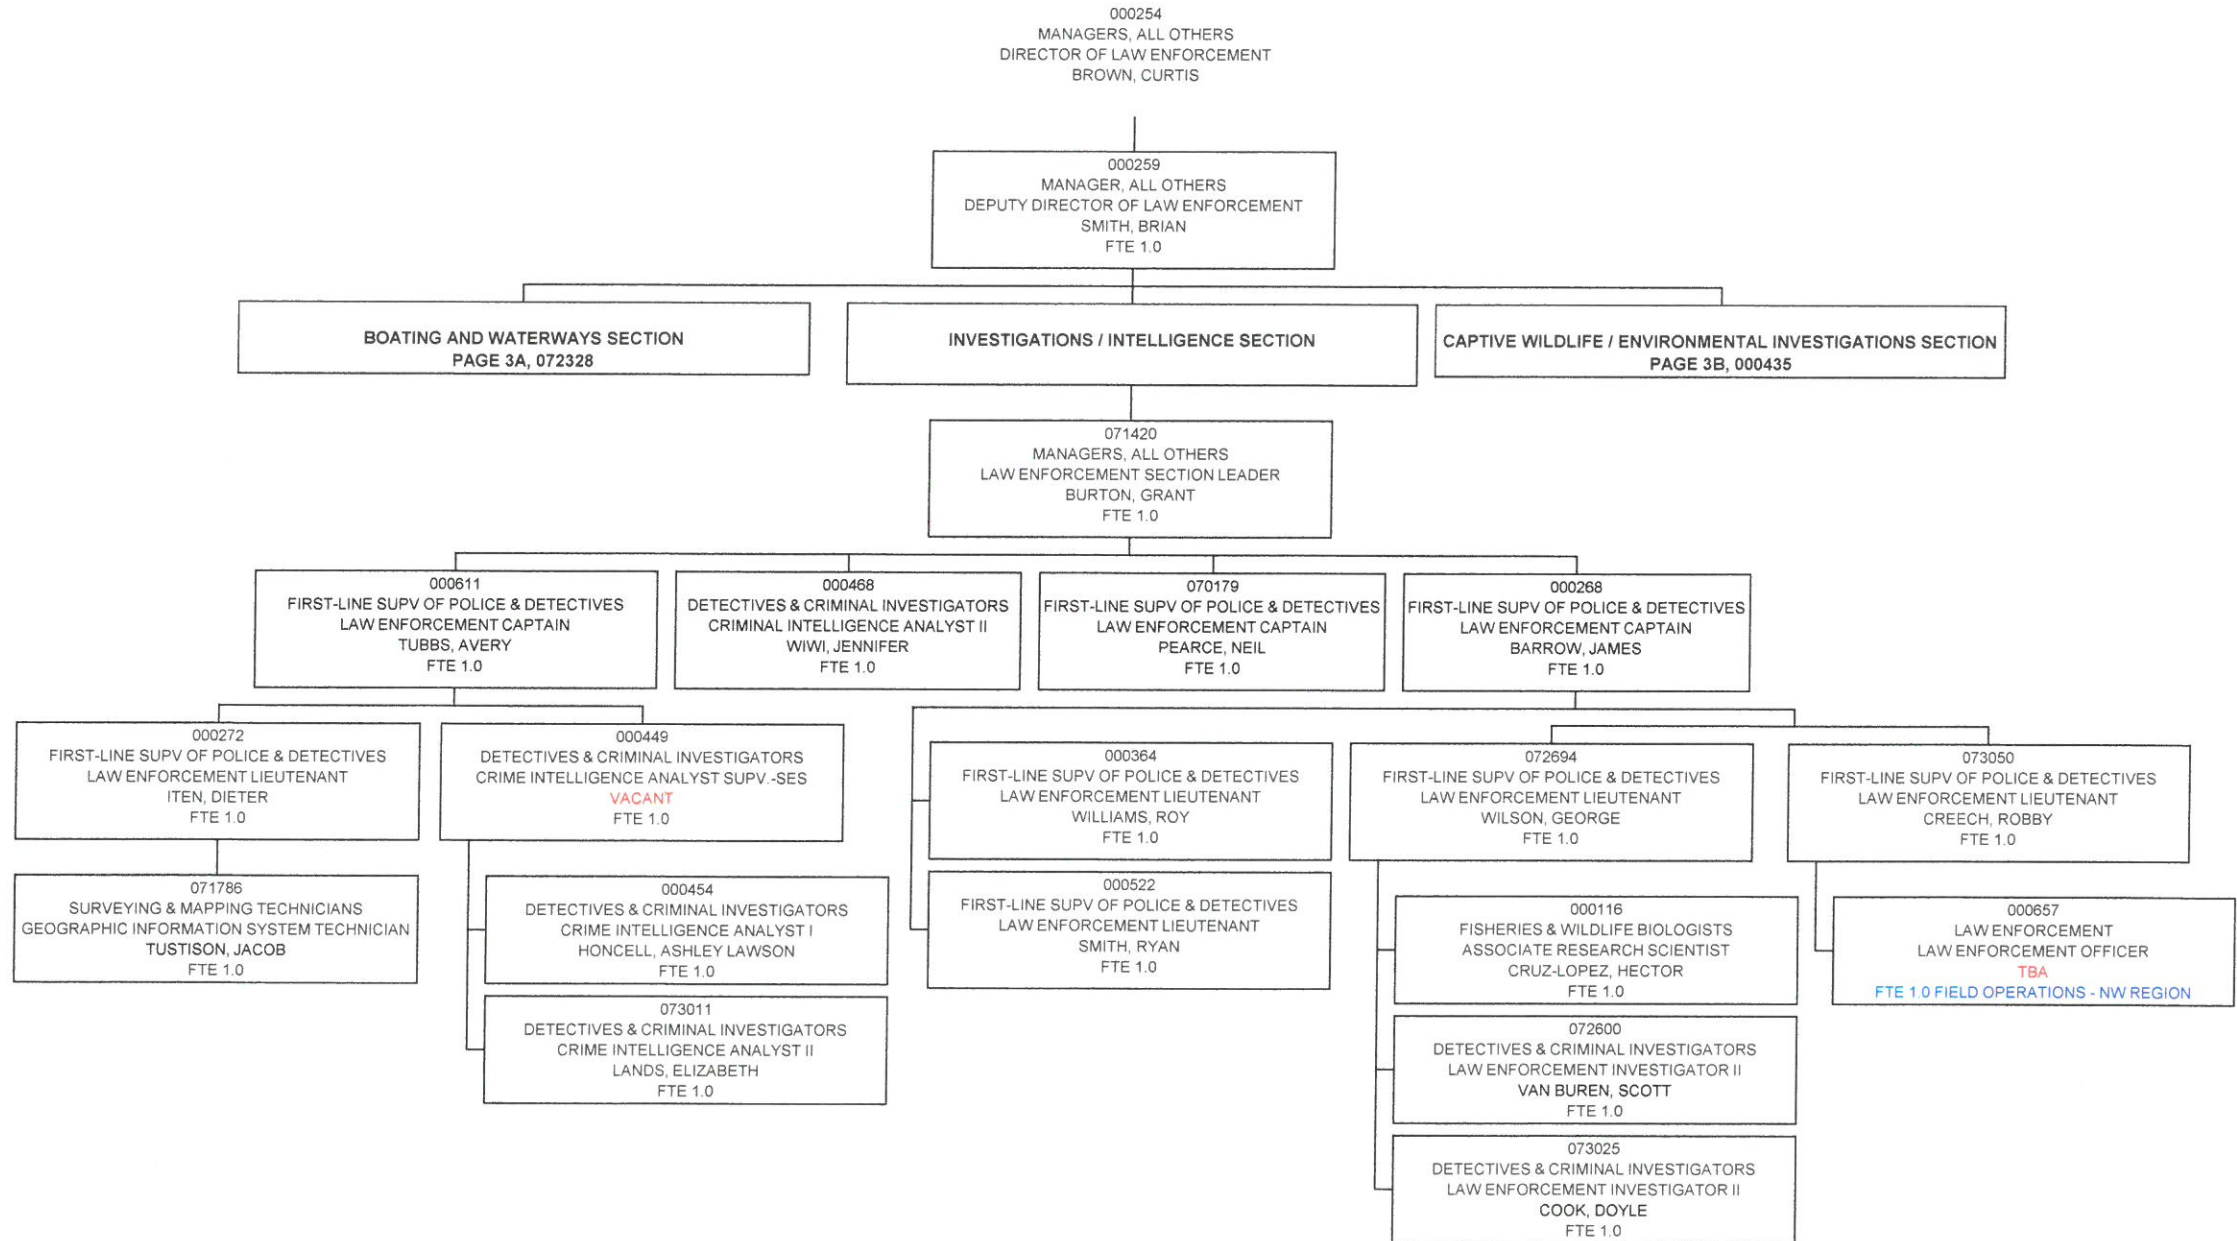 000254
MANAGERS, ALL OTHERS
DIRECTOR OF LAW ENFORCEMENT
BROWN, CURTIS
000259
MANAGER, ALL OTHERS
DEPUTY DIRECTOR OF LAW ENFORCEMENT
SMITH, BRIAN
FTE 1.0
BOATING AND WATERWAYS SECTION
PAGE 3A, 072328
INVESTIGATIONS / INTELLIGENCE SECTION
CAPTIVE WILDLIFE / ENVIRONMENTAL INVESTIGATIONS SECTION
PAGE 3B, 000435
071420
MANAGERS, ALL OTHERS
LAW ENFORCEMENT SECTION LEADER
BURTON, GRANT
FTE 1.0
000611
FIRST-LINE SUPV OF POLICE & DETECTIVES
LAW ENFORCEMENT CAPTAIN
TUBBS, AVERY
FTE 1.0
000468
DETECTIVES & CRIMINAL INVESTIGATORS
CRIMINAL INTELLIGENCE ANALYST II
WIWI, JENNIFER
FTE 1.0
070179
FIRST-LINE SUPV OF POLICE & DETECTIVES
LAW ENFORCEMENT CAPTAIN
PEARCE, NEIL
FTE 1.0
000268
FIRST-LINE SUPV OF POLICE & DETECTIVES
LAW ENFORCEMENT CAPTAIN
BARROW, JAMES
FTE 1.0
000272
FIRST-LINE SUPV OF POLICE & DETECTIVES
LAW ENFORCEMENT LIEUTENANT
ITEN, DIETER
FTE 1.0
000449
DETECTIVES & CRIMINAL INVESTIGATORS
CRIME INTELLIGENCE ANALYST SUPV.-SES
VACANT
FTE 1.0
000364
FIRST-LINE SUPV OF POLICE & DETECTIVES
LAW ENFORCEMENT LIEUTENANT
WILLIAMS, ROY
FTE 1.0
072694
FIRST-LINE SUPV OF POLICE & DETECTIVES
LAW ENFORCEMENT LIEUTENANT
WILSON, GEORGE
FTE 1.0
073050
FIRST-LINE SUPV OF POLICE & DETECTIVES
LAW ENFORCEMENT LIEUTENANT
CREECH, ROBBY
FTE 1.0
071786
SURVEYING & MAPPING TECHNICIANS
GEOGRAPHIC INFORMATION SYSTEM TECHNICIAN
TUSTISON, JACOB
FTE 1.0
000454
DETECTIVES & CRIMINAL INVESTIGATORS
CRIME INTELLIGENCE ANALYST I
HONCELL, ASHLEY LAWSON
FTE 1.0
000522
FIRST-LINE SUPV OF POLICE & DETECTIVES
LAW ENFORCEMENT LIEUTENANT
SMITH, RYAN
FTE 1.0
000116
FISHERIES & WILDLIFE BIOLOGISTS
ASSOCIATE RESEARCH SCIENTIST
CRUZ-LOPEZ, HECTOR
FTE 1.0
000657
LAW ENFORCEMENT
LAW ENFORCEMENT OFFICER
TBA
FTE 1.0 FIELD OPERATIONS - NW REGION
073011
DETECTIVES & CRIMINAL INVESTIGATORS
CRIME INTELLIGENCE ANALYST II
LANDS, ELIZABETH
FTE 1.0
072600
DETECTIVES & CRIMINAL INVESTIGATORS
LAW ENFORCEMENT INVESTIGATOR II
VAN BUREN, SCOTT
FTE 1.0
073025
DETECTIVES & CRIMINAL INVESTIGATORS
LAW ENFORCEMENT INVESTIGATOR II
COOK, DOYLE
FTE 1.0